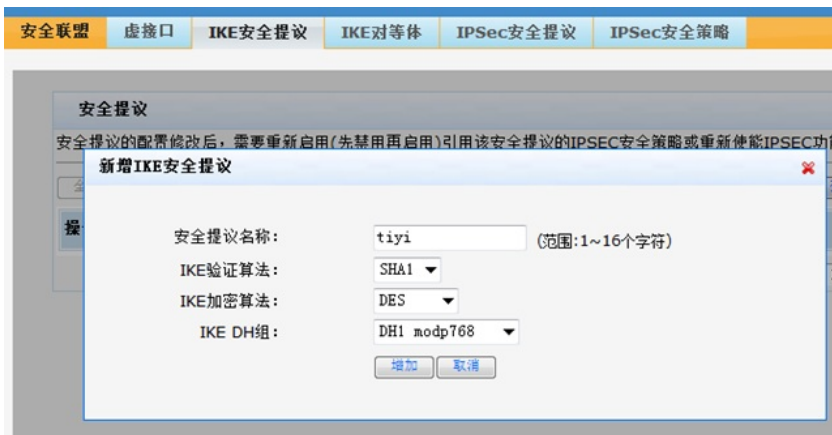 安全联盟 虚接口 IKE安全提议 IKE对等体 IPSec安全提议 IPSec安全策略
安全提议
安全提议的配置修改后，需要重新启用(先禁用再启用)引用该安全提议的IPSEC安全策略或重新使能IPSEC功
新增IKE安全提议
操
安全提议名称： tiyi (范围:1~16个字符)
IKE验证算法： SHA1
IKE加密算法： DES
IKE DH组： DH1 modp768
增加 取消